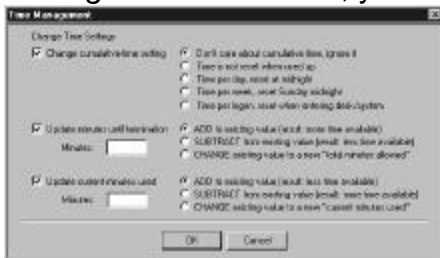 Time Management
Change Time Settings
Change cumulative-time setting
Don't care about cumulative time, ignore it
Time is not reset when used up
Time per day, reset at midnight
Time per week, reset Sunday midnight
Time per logon, reset when entering desk/system
Update minutes until termination
Minutes:
ADD to existing value (result: more time available)
SUBTRACT from existing value (result: less time available)
CHANGE existing value to a new "total minutes allowed"
Update current minutes used
Minutes:
ADD to existing value (result: less time available)
SUBTRACT from existing value (result: more time available)
CHANGE existing value to a new "current minutes used"
OK
Cancel